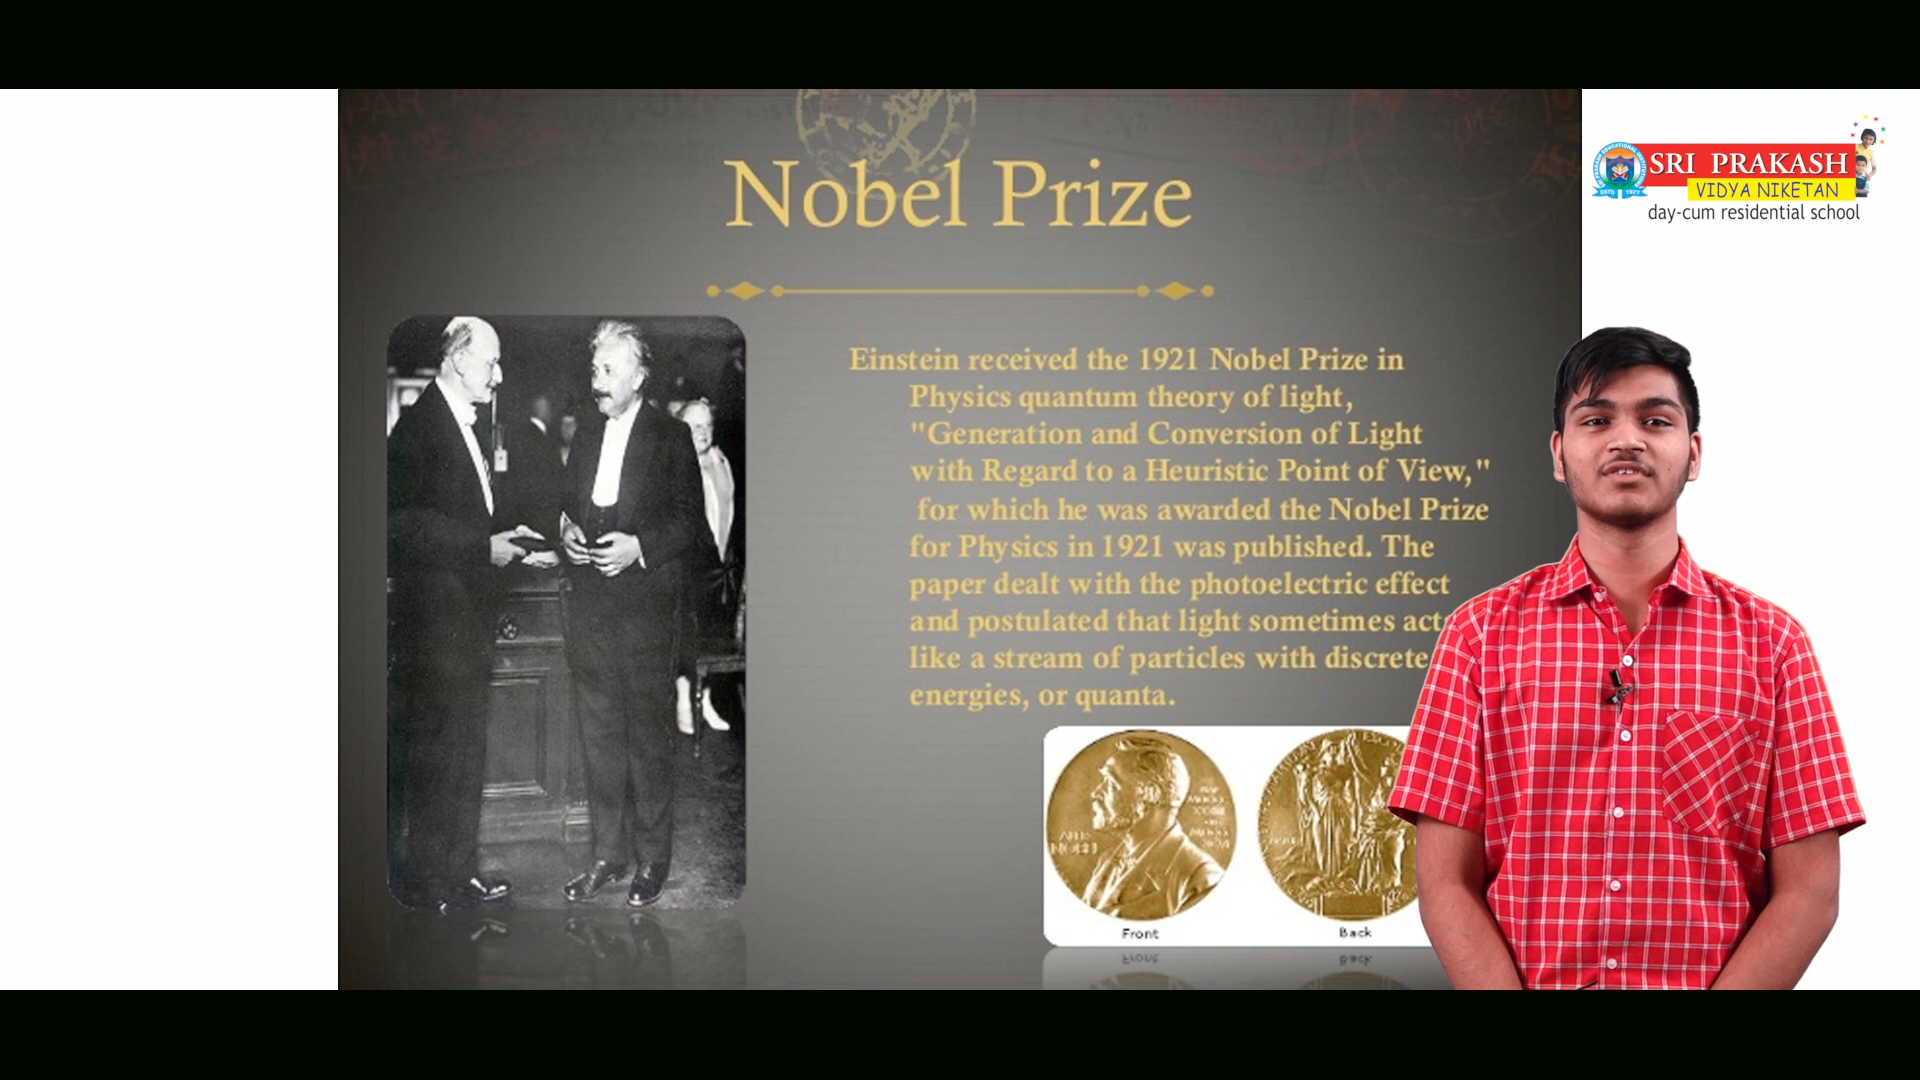 Nobel Prize
SRI PRAKASH
VIDYA NIKETAN
day-cum residential school
Einstein received the 1921 Nobel Prize in
Physics quantum theory of light,
"Generation and Conversion of Light
with Regard to a Heuristic Point of View,"
for which he was awarded the Nobel Prize
for Physics in 1921 was published. The
paper dealt with the photoelectric effect
and postulated that light sometimes act
like a stream of particles with discrete
energies, or quanta.
Front
Back